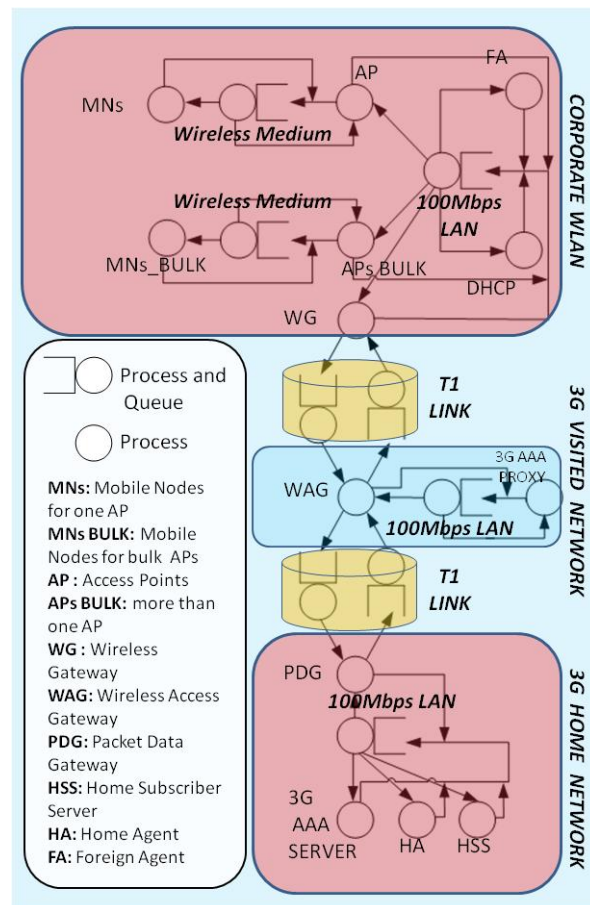 FA
AP
MNs
Wireless Medium
Wireless Medium
100Mbps
LAN
MNs_BULK
APs BULK
DHCP
WG
CORPORATE WLAN
T1
LINK
3G AAA
PROXY
WAG
100Mbps LAN
3G VISITED NETWORK
T1
LINK
PDG
100Mbps LAN
3G
AAA
SERVER
HA
HSS
3G HOME NETWORK
Process and
Queue
Process
MNs: Mobile Nodes
for one AP
MNs BULK: Mobile
Nodes for bulk APs
AP : Access Points
APs BULK: more than
one AP
WG : Wireless
Gateway
WAG: Wireless Access
Gateway
PDG: Packet Data
Gateway
HSS: Home Subscriber
Server
HA: Home Agent
FA: Foreign Agent